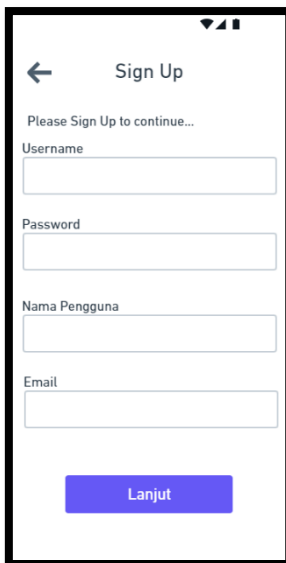 Sign Up
Please Sign Up to continue...
Username
Password
Nama Pengguna
Email
Lanjut